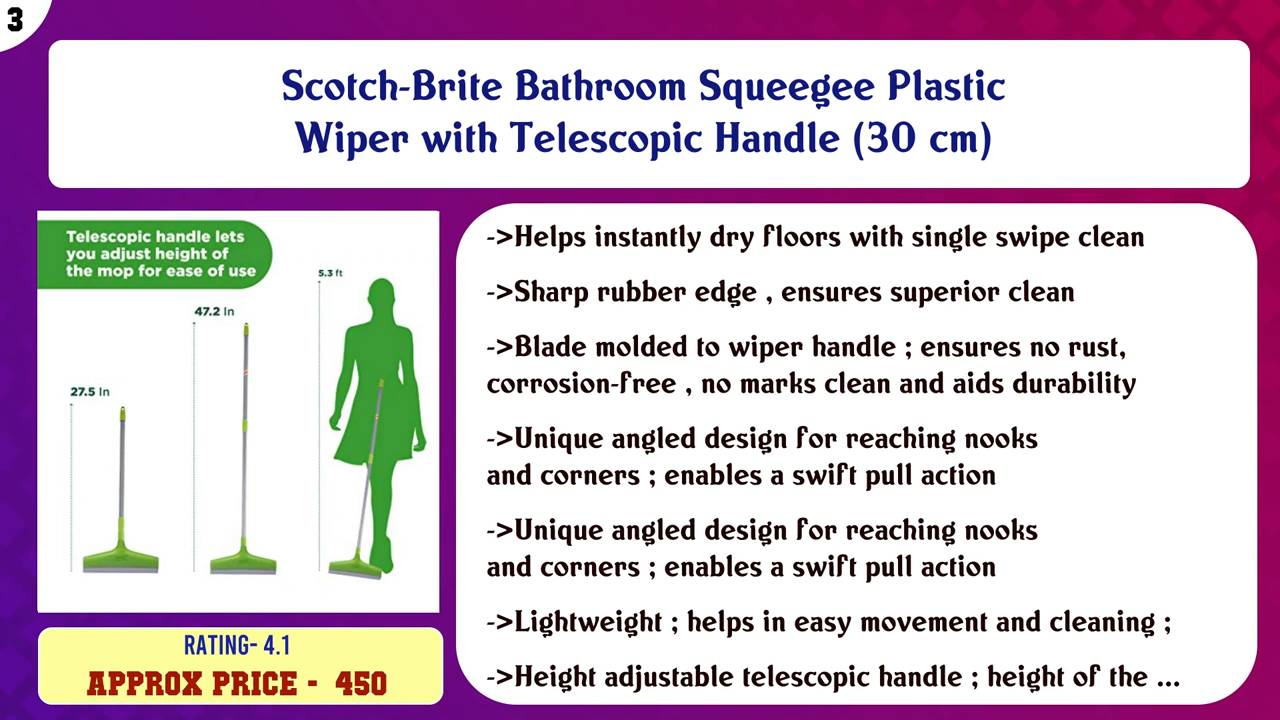 3
Scotch-Brite Bathroom Squeegee Plastic
Wiper with Telescopic Handle (30 cm)
Telescopic handle lets
you adjust height of
the mop for ease of use
5.3 ft
47.2 In
27.5 In
RATING- 4.1
APPROX PRICE - 450
->Helps instantly dry floors with single swipe clean
->Sharp rubber edge , ensures superior clean
->Blade molded to wiper handle ; ensures no rust,
corrosion-free , no marks clean and aids durability
->Unique angled design for reaching nooks
and corners ; enables a swift pull action
->Unique angled design for reaching nooks
and corners ; enables a swift pull action
->Lightweight ; helps in easy movement and cleaning ;
->Height adjustable telescopic handle ; height of the ...